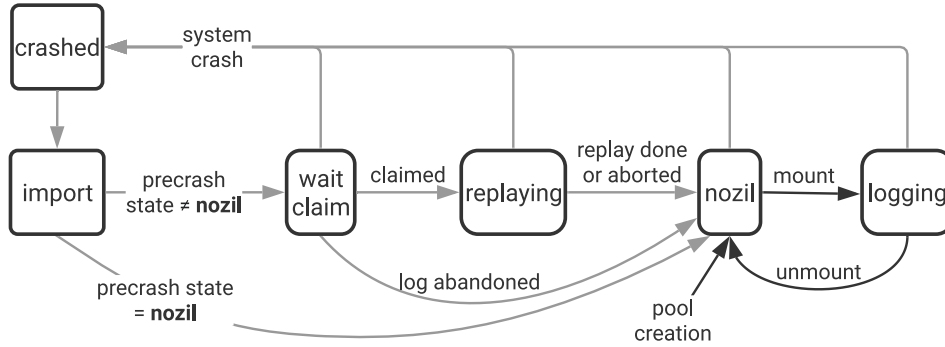 crashed
system
crash
import
precrash
state ≠ nozil
wait
claim
claimed
replaying
replay done
or aborted
nozil
mount
logging
log abandoned
unmount
precrash state
= nozil
pool
creation